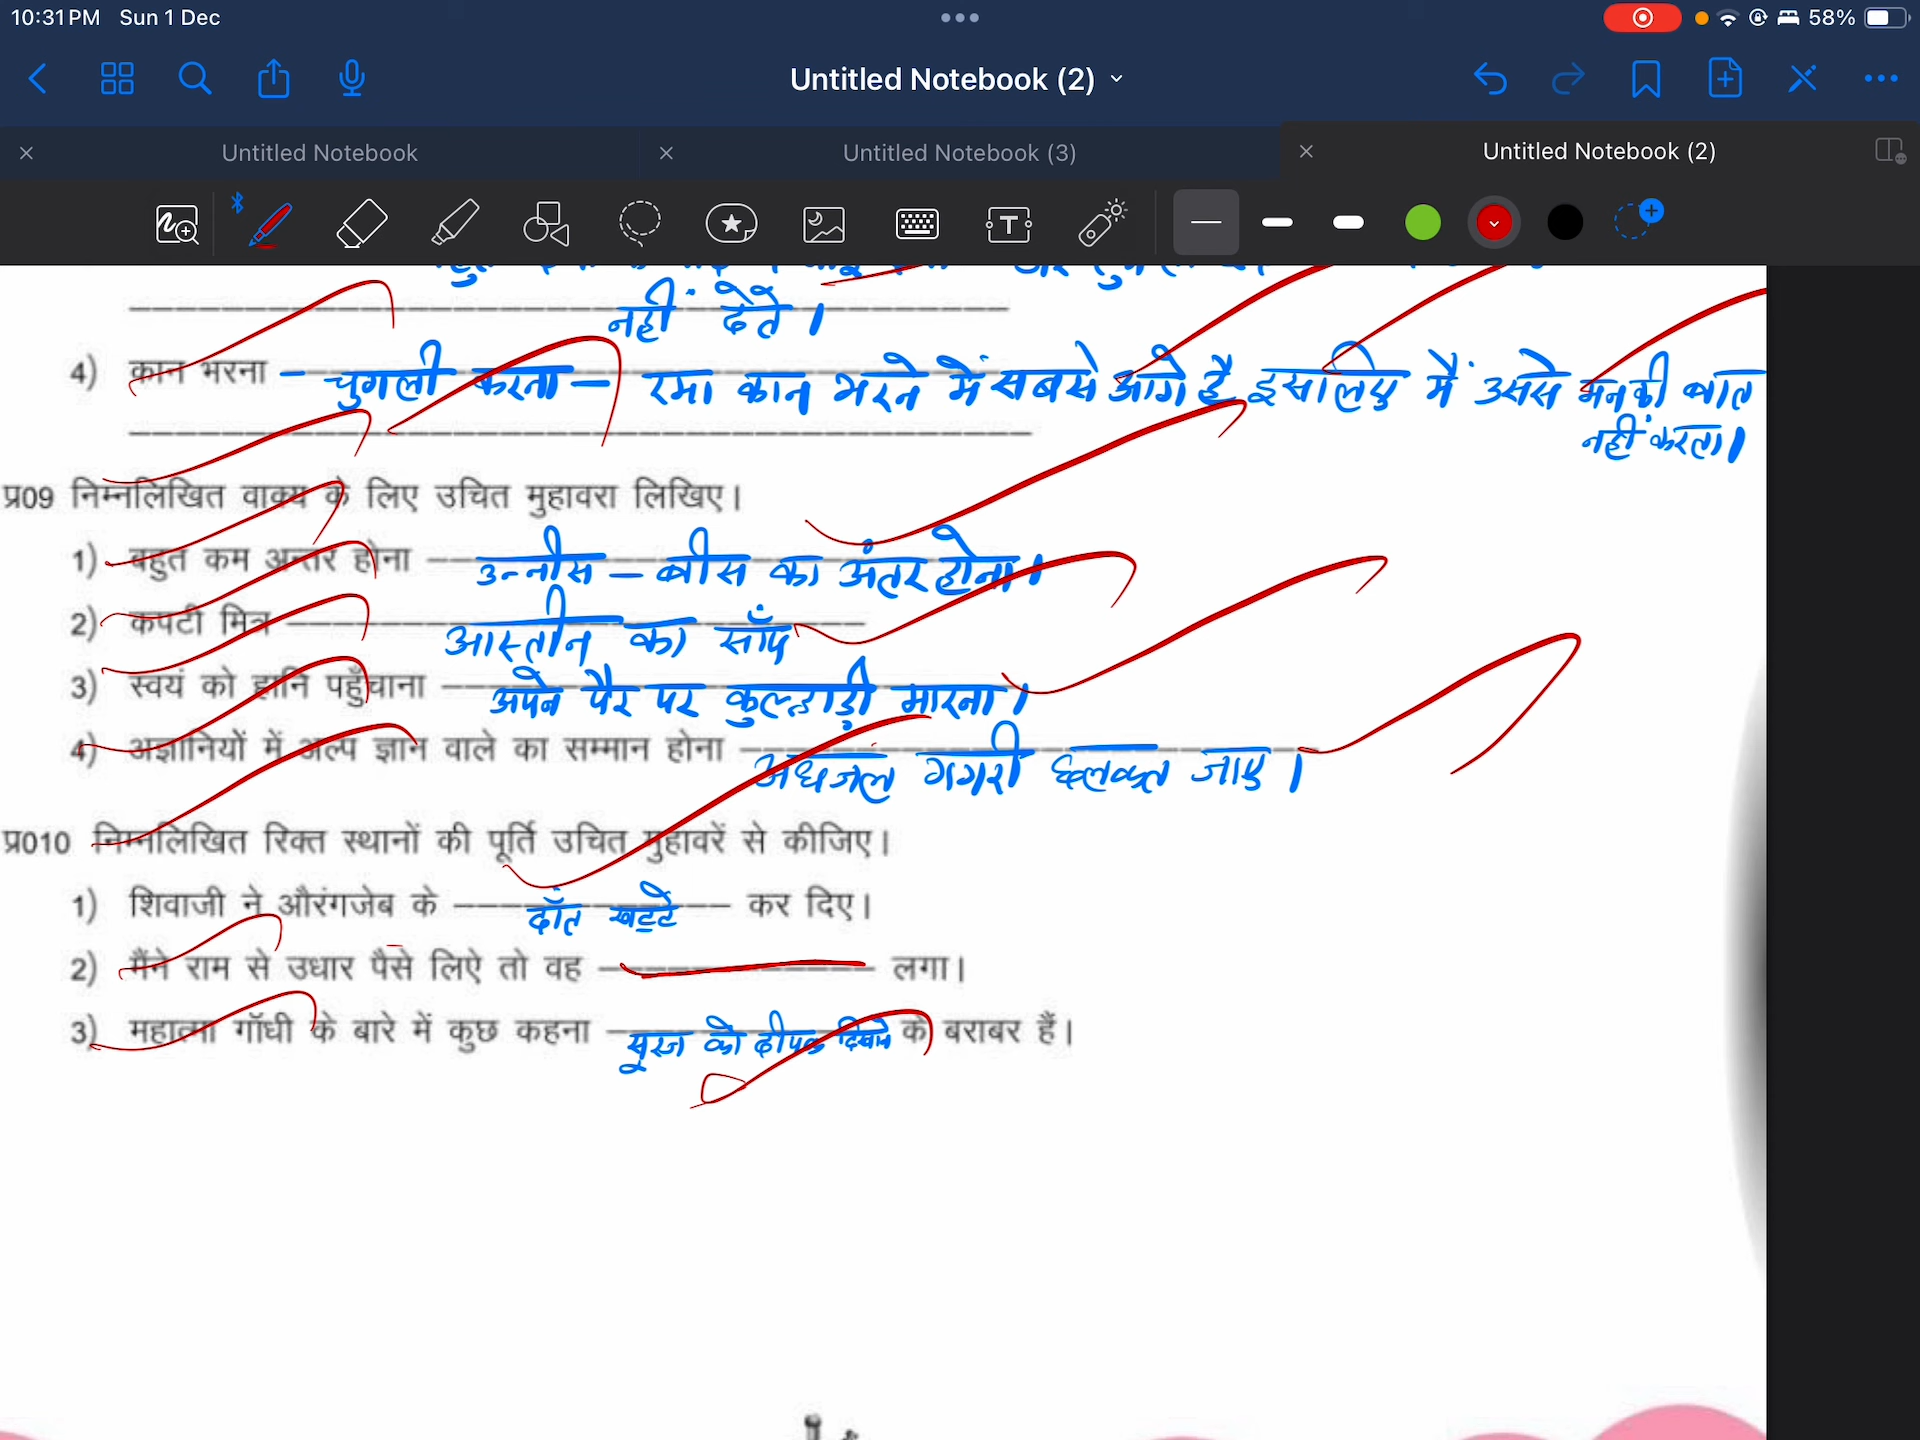 10:31 PM Sun 1 Dec
58%
Untitled Notebook (2)
Untitled Notebook
Untitled Notebook (3)
Untitled Notebook (2)
नहीं देते।
4) कान भरना – चुगली करना – रमा कान भरने में सबसे आगे है इसलिए मैं उससे मन की बात
नहीं करता।
प्र09 निम्नलिखित वाक्य के लिए उचित मुहावरा लिखिए।
1) बहुत कम अन्तर होना उन्नीस – बीस का अंतर होना।
2) कपटी मित्र आस्तीन का साँप
3) स्वयं को हानि पहुँचाना अपने पैर पर कुल्हाड़ी मारना।
4) अज्ञानियों में अल्प ज्ञान वाले का सम्मान होना अधजल गगरी छलकत जाए।
प्र010 निम्नलिखित रिक्त स्थानों की पूर्ति उचित मुहावरें से कीजिए।
1) शिवाजी ने औरंगजेब के दाँत खट्टे कर दिए।
2) मैंने राम से उधार पैसे लिऐ तो वह लगा।
3) महात्मा गॉधी के बारे में कुछ कहना सूरज को दीपक दिखाने के बराबर हैं।